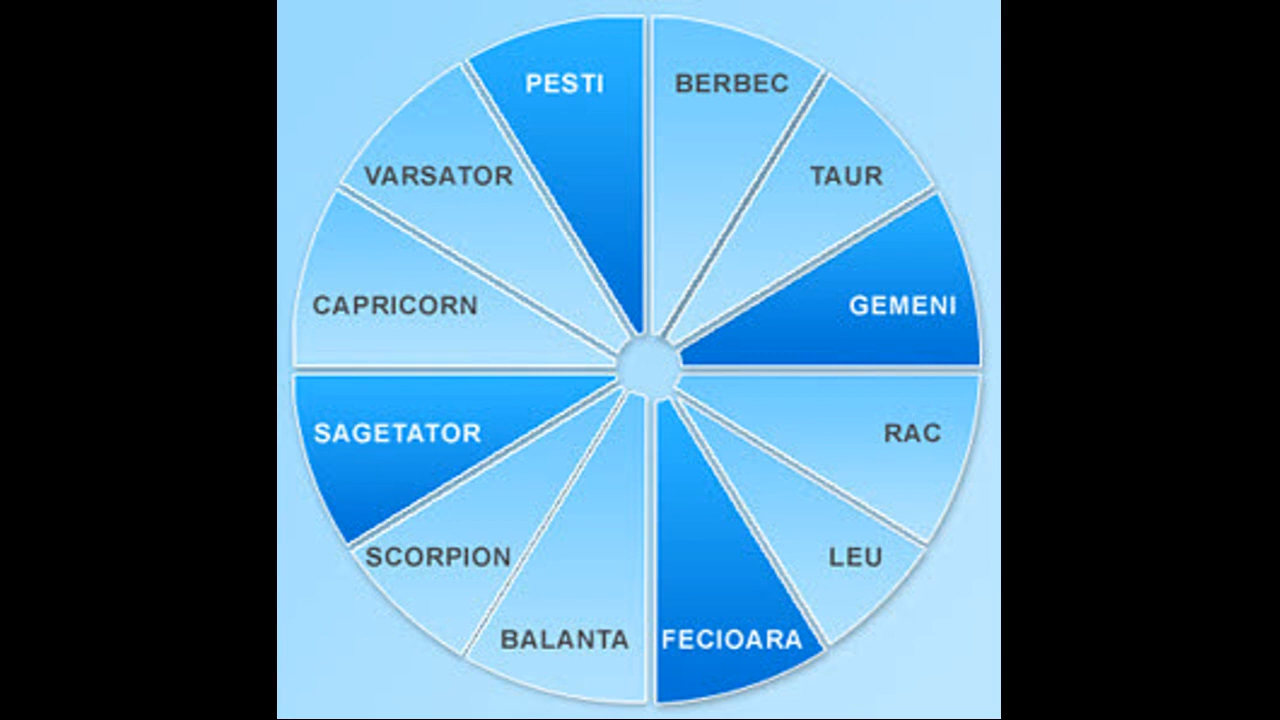 PESTI
BERBEC
VARSATOR
TAUR
CAPRICORN
GEMENI
SAGETATOR
RAC
SCORPION
LEU
BALANTA
FECIOARA